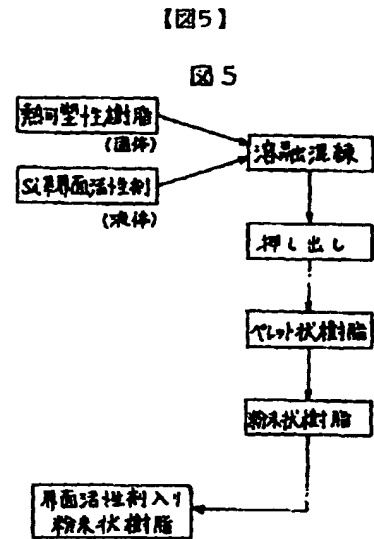 【図5】
図5
熱可塑性樹脂
(固体)
Si系界面活性剤
(液体)
溶融混練
押し出し
ペレット状樹脂
粉末状樹脂
界面活性剤入り
粉末状樹脂